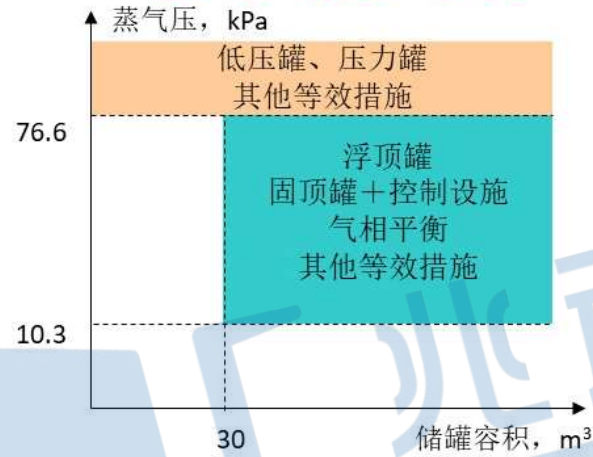 蒸气压，kPa
低压罐、压力罐
其他等效措施
76.6
浮顶罐
固顶罐＋控制设施
气相平衡
其他等效措施
10.3
30
储罐容积，m³